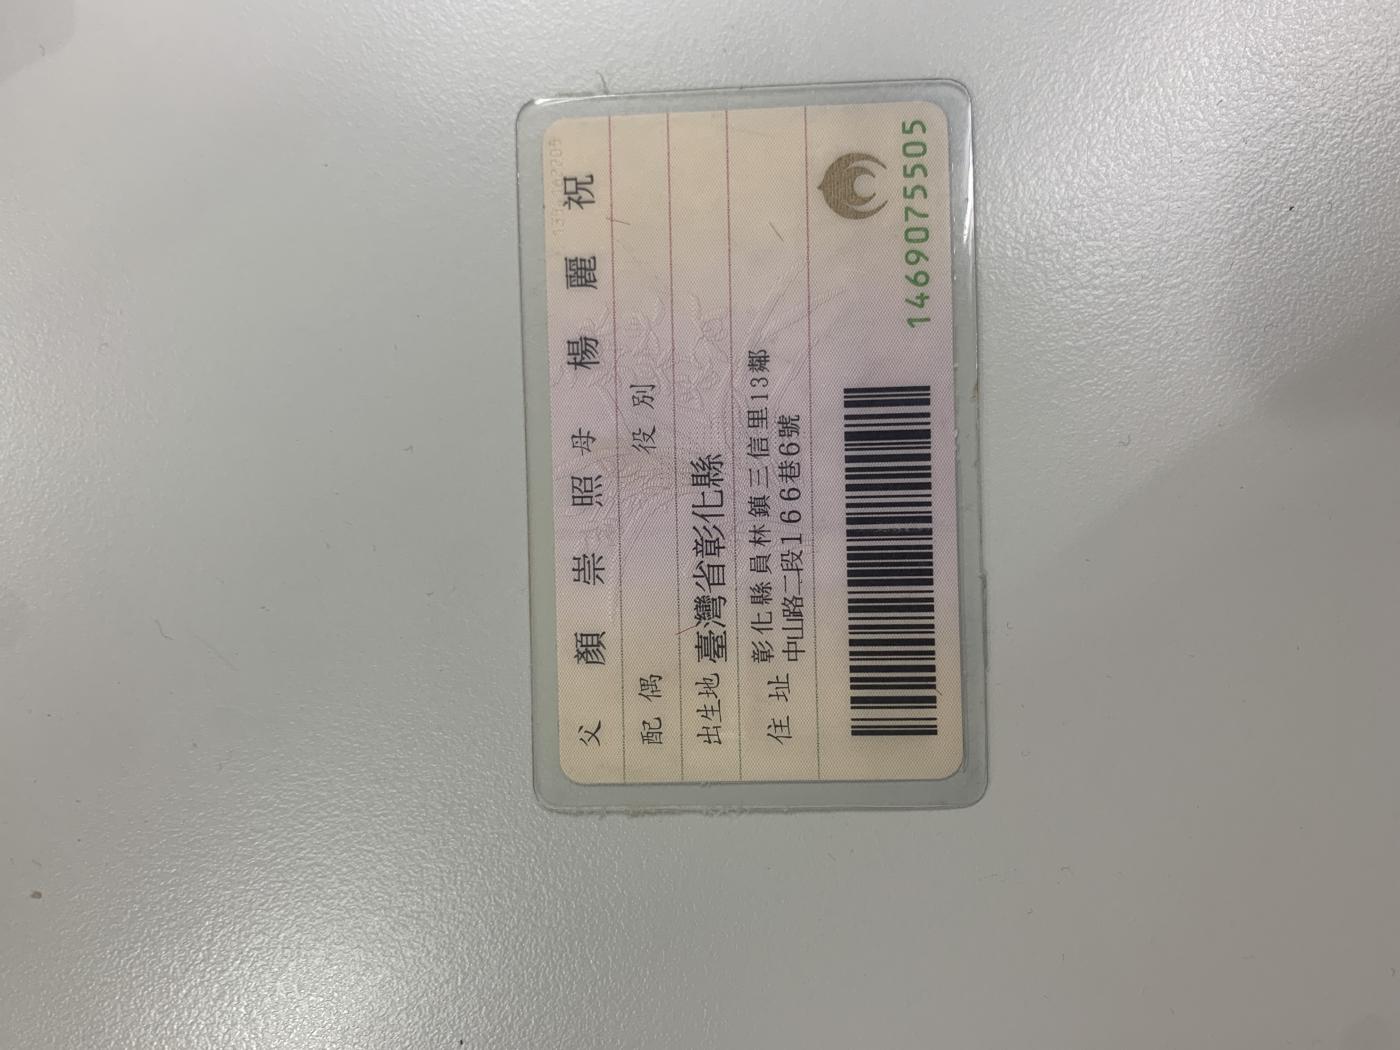 父 顏崇照 母 楊麗祝
配偶 役別
出生地 臺灣省彰化縣
住址 彰化縣員林鎮三信里13鄰
中山路二段166巷6號
1469075505